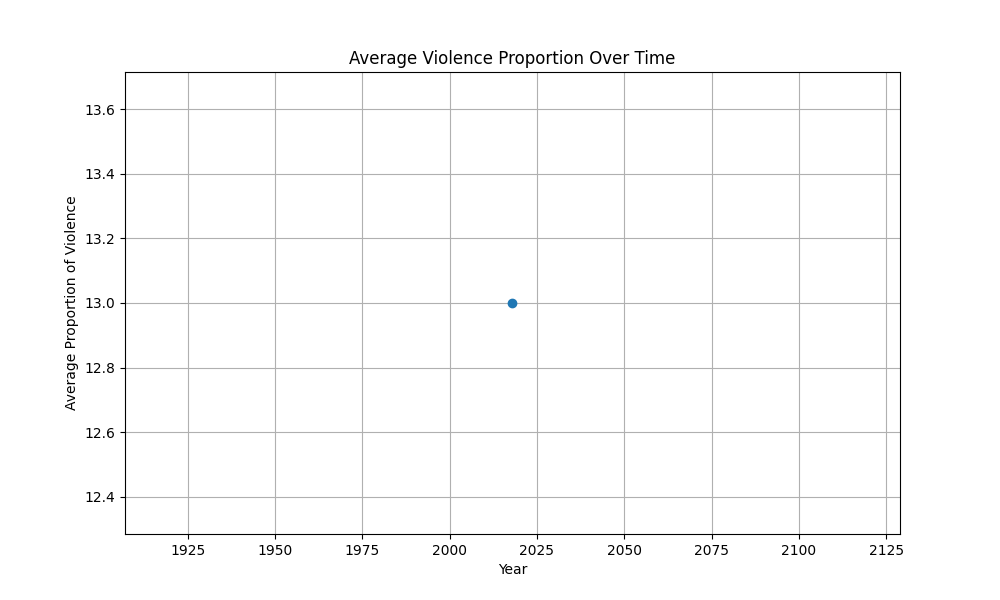 Average Violence Proportion Over Time
Average Proportion of Violence
13.6
13.4
13.2
13.0
12.8
12.6
12.4
1925 1950 1975 2000 2025 2050 2075 2100 2125
Year